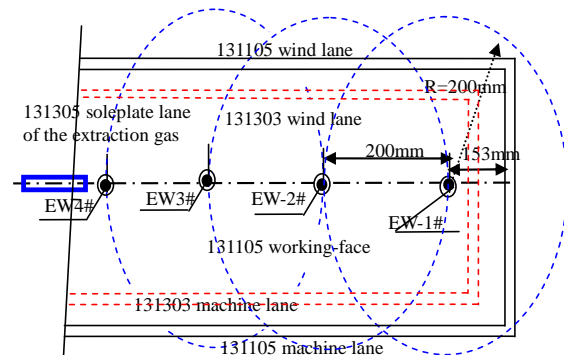 131105 wind lane
R=200mm
131305 soleplate lane
of the extraction gas
131303 wind lane
200mm
153mm
EW4#
EW3#
EW-2#
EW-1#
131105 working-face
131303 machine lane
131105 machine lane